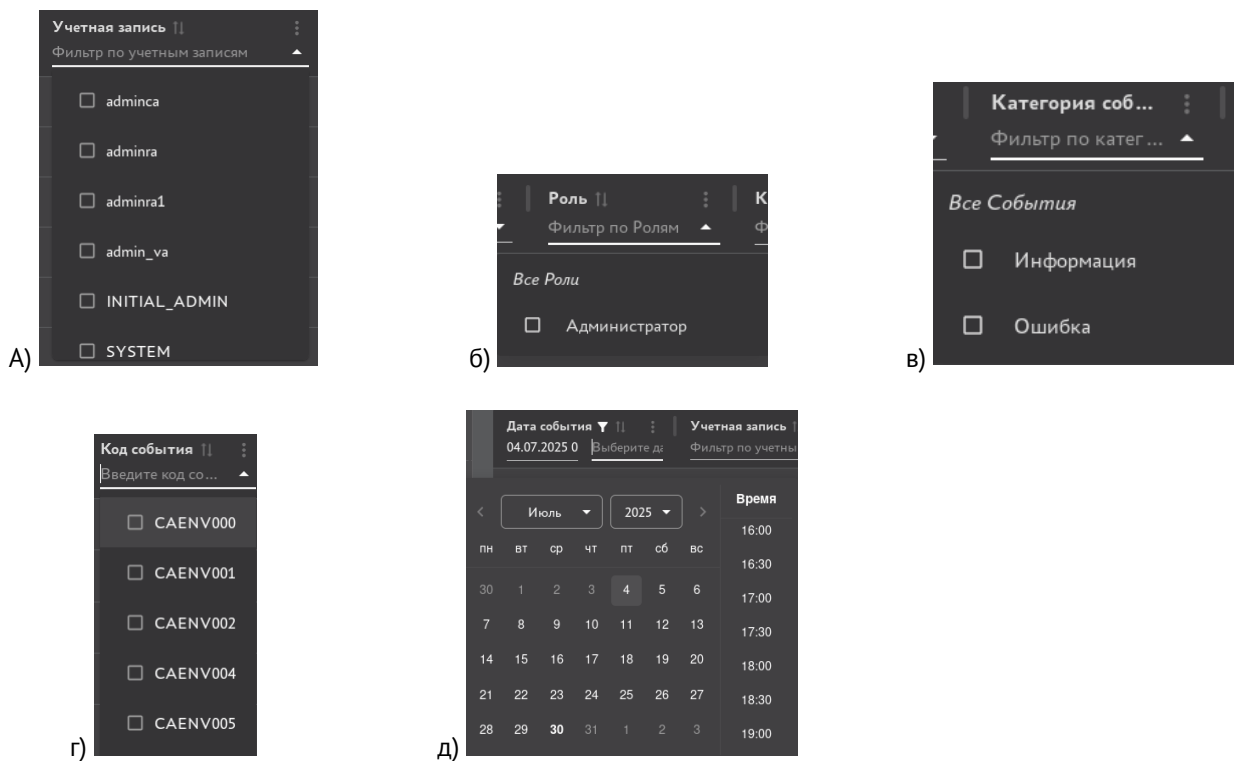 Учетная запись
Фильтр по учетным записям
adminca
adminra
adminra1
admin_va
INITIAL_ADMIN
SYSTEM
А)
Роль
К
Фильтр по Ролям
Ф
Все Роли
Администратор
б)
Категория соб...
Фильтр по катег ...
Все События
Информация
Ошибка
в)
Код события
Введите код со...
CAENV000
CAENV001
CAENV002
CAENV004
CAENV005
г)
Дата события Учетная запись
04.07.2025 0 Выберите да Фильтр по учетны
Июль 2025 Время
16:00
пн вт ср чт пт сб вс
16:30
30 1 2 3 4 5 6
17:00
7 8 9 10 11 12 13
17:30
14 15 16 17 18 19 20
18:00
21 22 23 24 25 26 27
18:30
28 29 30 31 1 2 3
19:00
д)